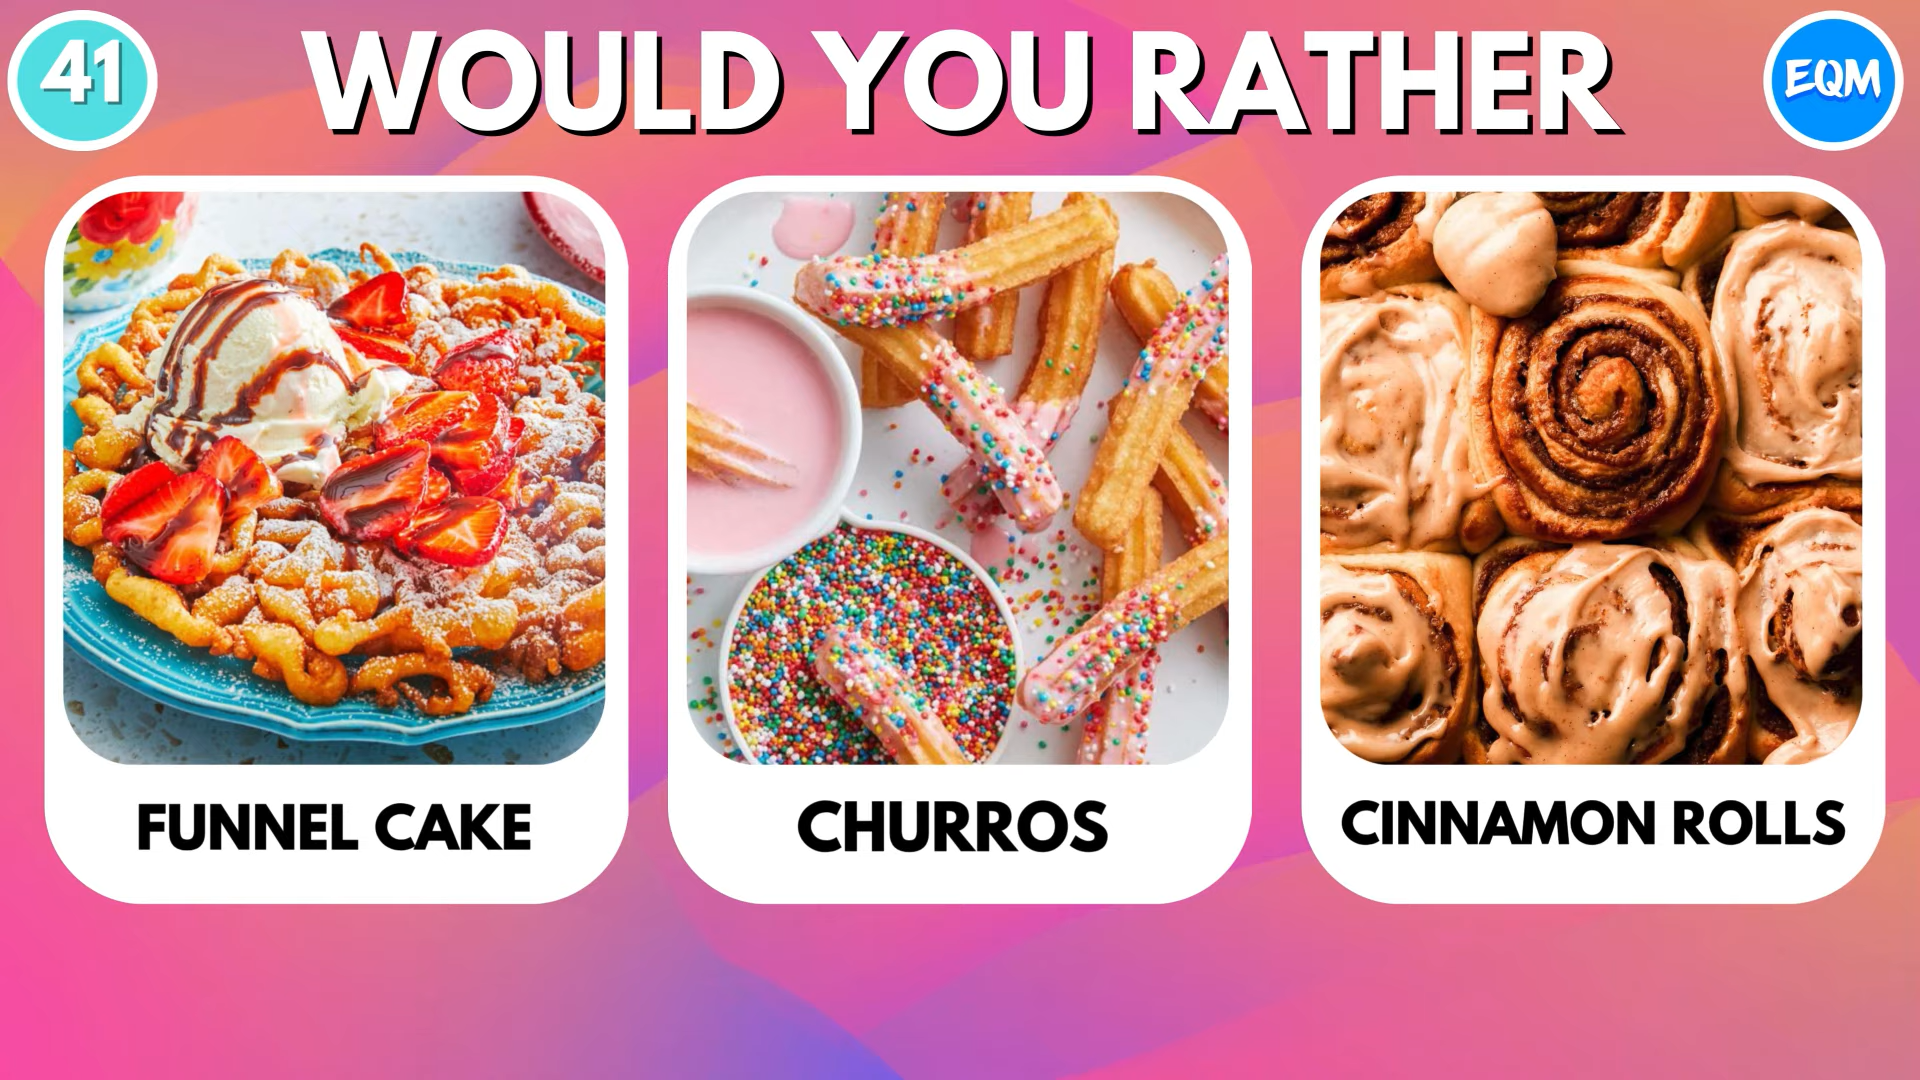 41
WOULD YOU RATHER
EQM
FUNNEL CAKE
CHURROS
CINNAMON ROLLS